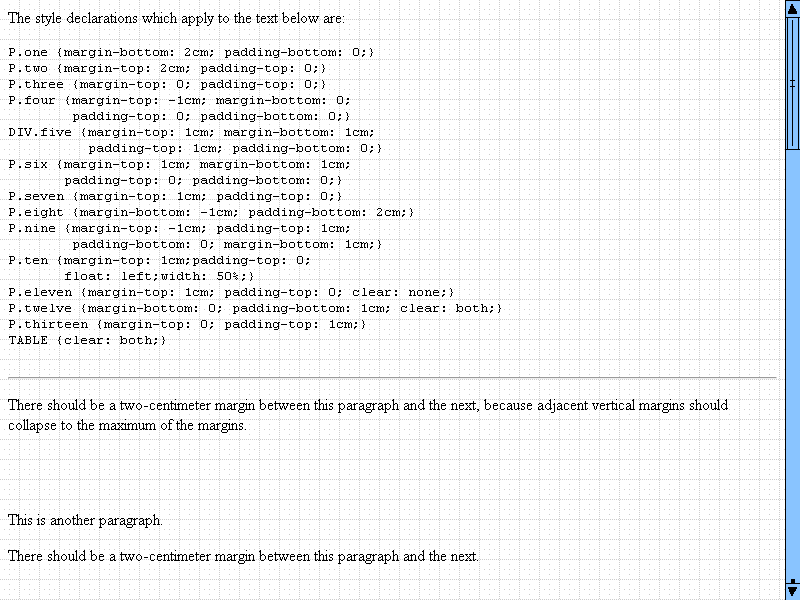 The style declarations which apply to the text below are:
P.one {margin-bottom: 2cm; padding-bottom: 0;}
P.two {margin-top: 2cm; padding-top: 0;}
P.three {margin-top: 0; padding-top: 0;}
P.four {margin-top: -1cm; margin-bottom: 0;
padding-top: 0; padding-bottom: 0;}
DIV.five {margin-top: 1cm; margin-bottom: 1cm;
padding-top: 1cm; padding-bottom: 0;}
P.six {margin-top: 1cm; margin-bottom: 1cm;
padding-top: 0; padding-bottom: 0;}
P.seven {margin-top: 1cm; padding-top: 0;}
P.eight {margin-bottom: -1cm; padding-bottom: 2cm;}
P.nine {margin-top: -1cm; padding-top: 1cm;
padding-bottom: 0; margin-bottom: 1cm;}
P.ten {margin-top: 1cm;padding-top: 0;
float: left;width: 50%;}
P.eleven {margin-top: 1cm; padding-top: 0; clear: none;}
P.twelve {margin-bottom: 0; padding-bottom: 1cm; clear: both;}
P.thirteen {margin-top: 0; padding-top: 1cm;}
TABLE {clear: both;}
There should be a two-centimeter margin between this paragraph and the next, because adjacent vertical margins should
collapse to the maximum of the margins.
This is another paragraph.
There should be a two-centimeter margin between this paragraph and the next.